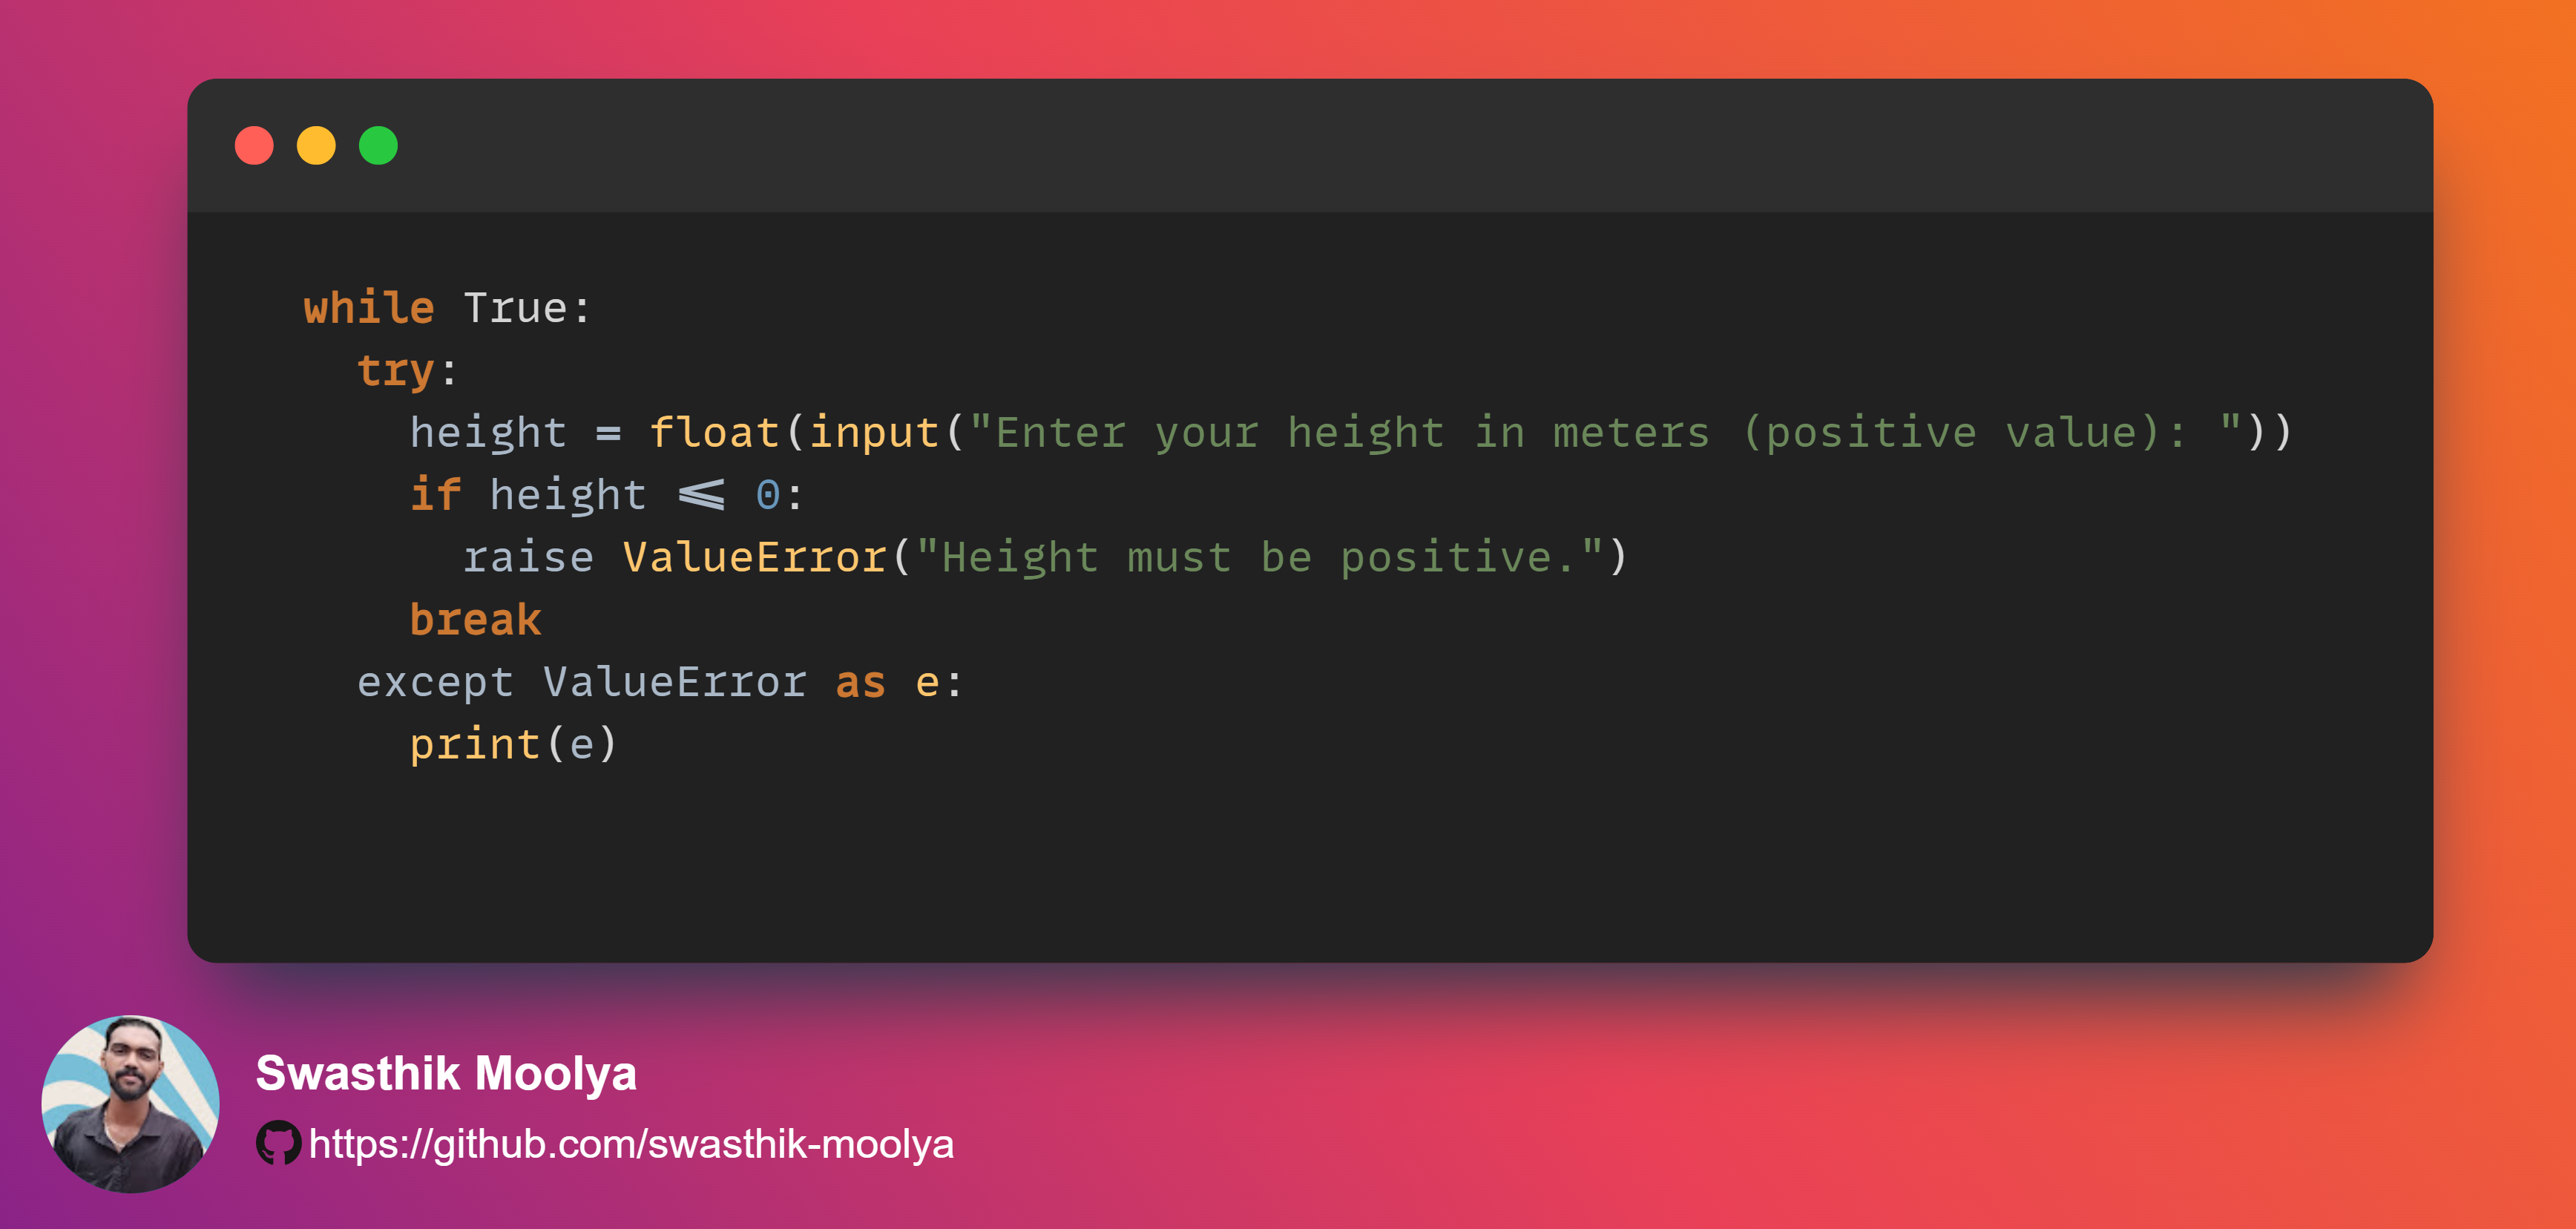 while True:
  try:
    height = float(input("Enter your height in meters (positive value): "))
    if height <= 0:
      raise ValueError("Height must be positive.")
    break
  except ValueError as e:
    print(e)
Swasthik Moolya
https://github.com/swasthik-moolya